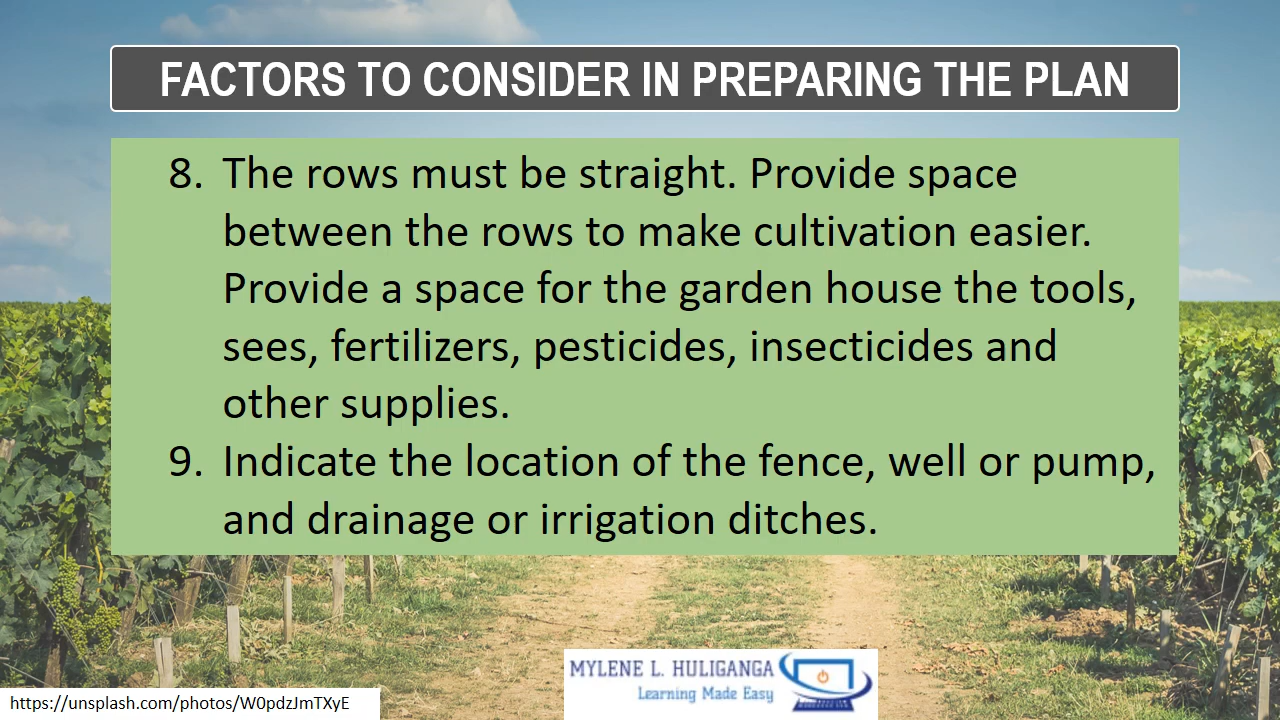 FACTORS TO CONSIDER IN PREPARING THE PLAN
8. The rows must be straight. Provide space
between the rows to make cultivation easier.
Provide a space for the garden house the tools,
sees, fertilizers, pesticides, insecticides and
other supplies.
9. Indicate the location of the fence, well or pump,
and drainage or irrigation ditches.
MYLENE L. HULIGANGA
Learning Made Easy
https://unsplash.com/photos/W0pdzJmTXyE